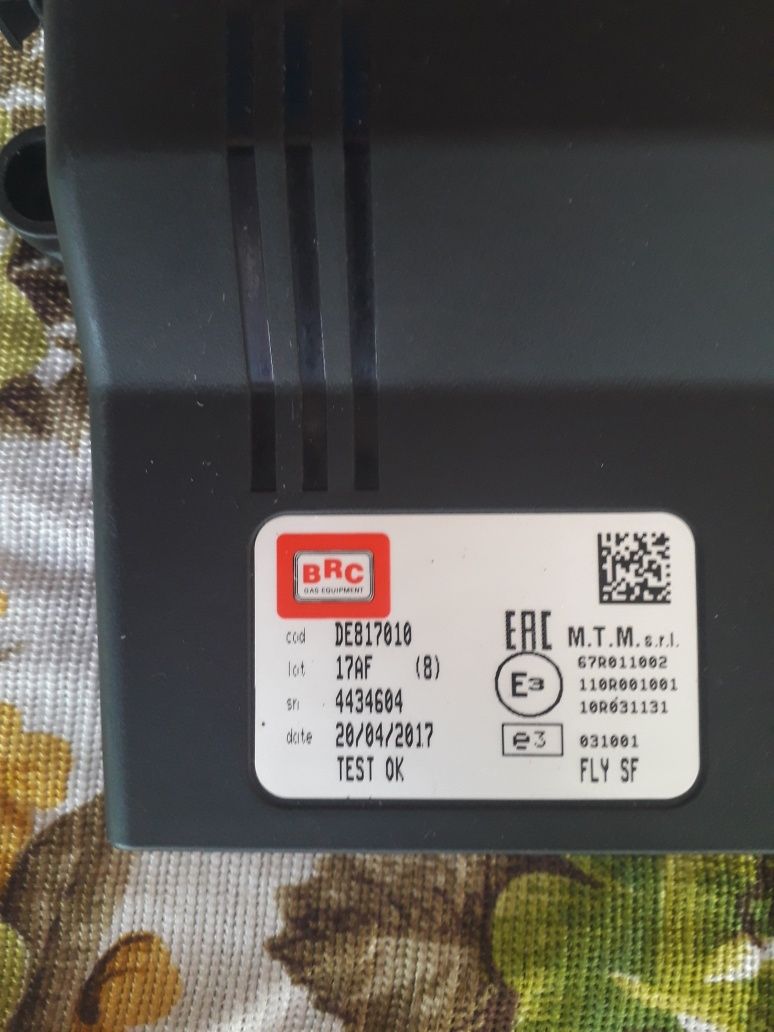 BRC
GAS EQUIPMENT
cod DE817010
lot 17AF (8)
sn 4434604
date 20/04/2017
TEST OK
EAC M.T.M. s.r.l.
67R011002
E3 110R001001
10R031131
e3 031001
FLY SF